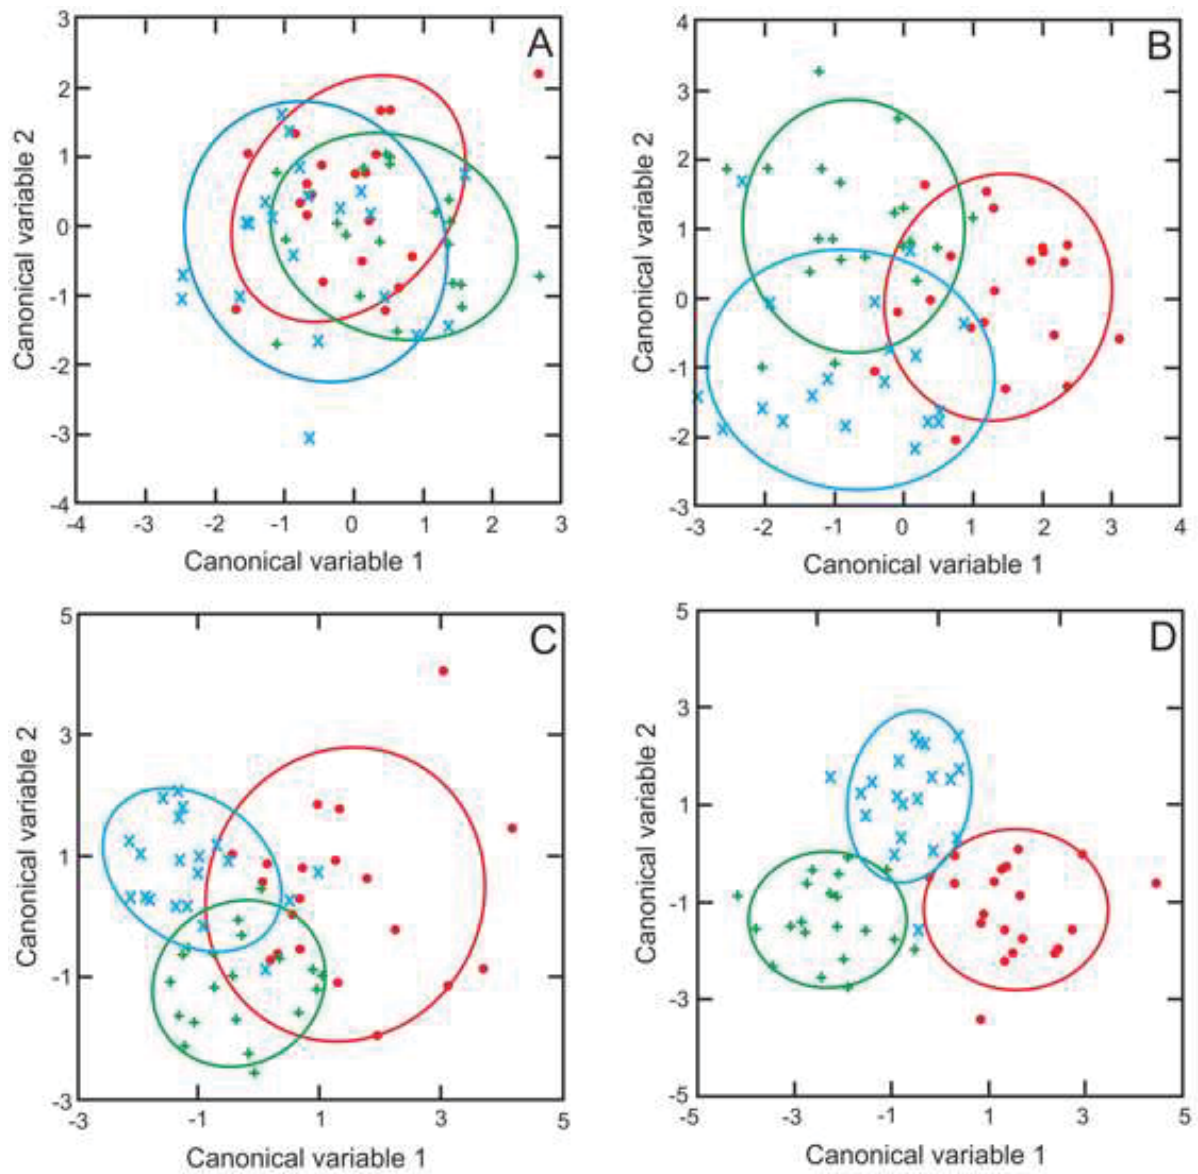 A
Canonical variable 2
3
2
1
0
-1
-2
-3
-4
-4 -3 -2 -1 0 1 2 3
Canonical variable 1
B
Canonical variable 2
4
3
2
1
0
-1
-2
-3
-3 -2 -1 0 1 2 3 4
Canonical variable 1
C
Canonical variable 2
5
3
1
-1
-3
-3 -1 1 3 5
Canonical variable 1
D
Canonical variable 2
5
3
1
-1
-3
-5
-5 -3 -1 1 3 5
Canonical variable 1